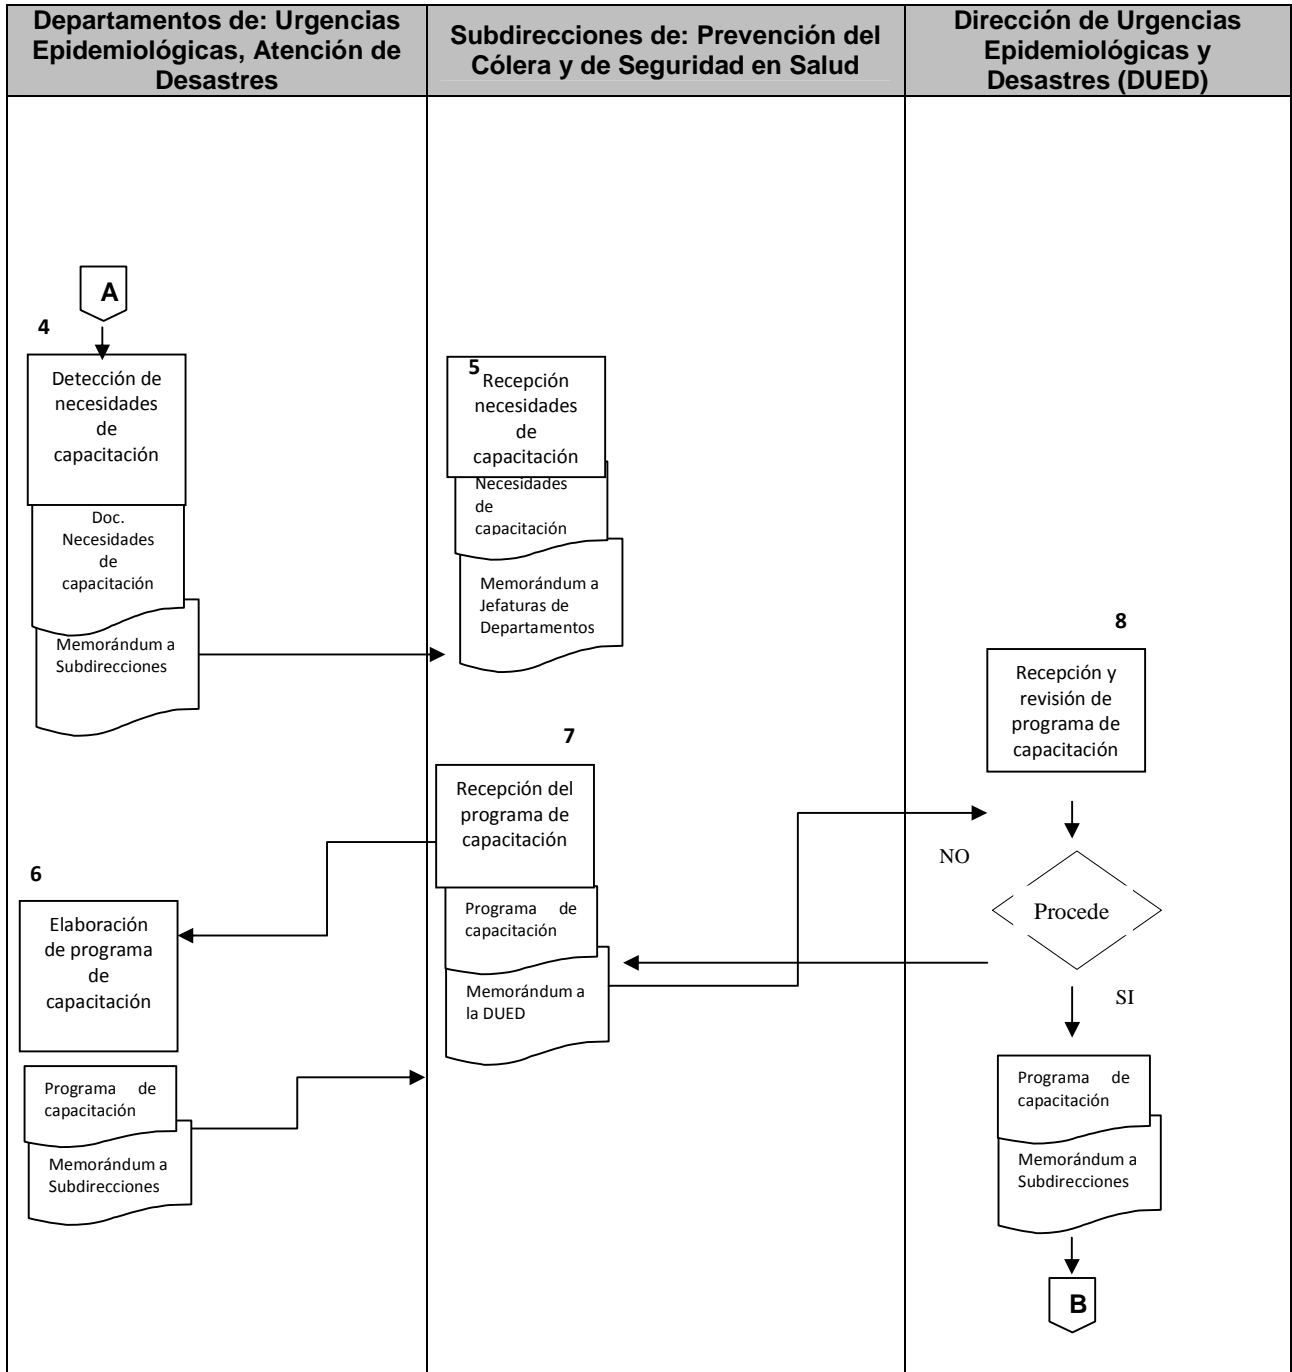 Departamentos de: Urgencias
Epidemiológicas, Atención de
Desastres
Subdirecciones de: Prevención del
Cólera y de Seguridad en Salud
Dirección de Urgencias
Epidemiológicas y
Desastres (DUED)
A
4
Detección de
necesidades
de
capacitación
Doc.
Necesidades
de
capacitación
Memorándum a
Subdirecciones
5
Recepción
necesidades
de
capacitación
Necesidades
de
capacitación
Memorándum a
Jefaturas de
Departamentos
6
Elaboración
de programa
de
capacitación
Programa de
capacitación
Memorándum a
Subdirecciones
7
Recepción del
programa de
capacitación
Programa de
capacitación
Memorándum a
la DUED
8
Recepción y
revisión de
programa de
capacitación
NO
Procede
SI
Programa de
capacitación
Memorándum a
Subdirecciones
B